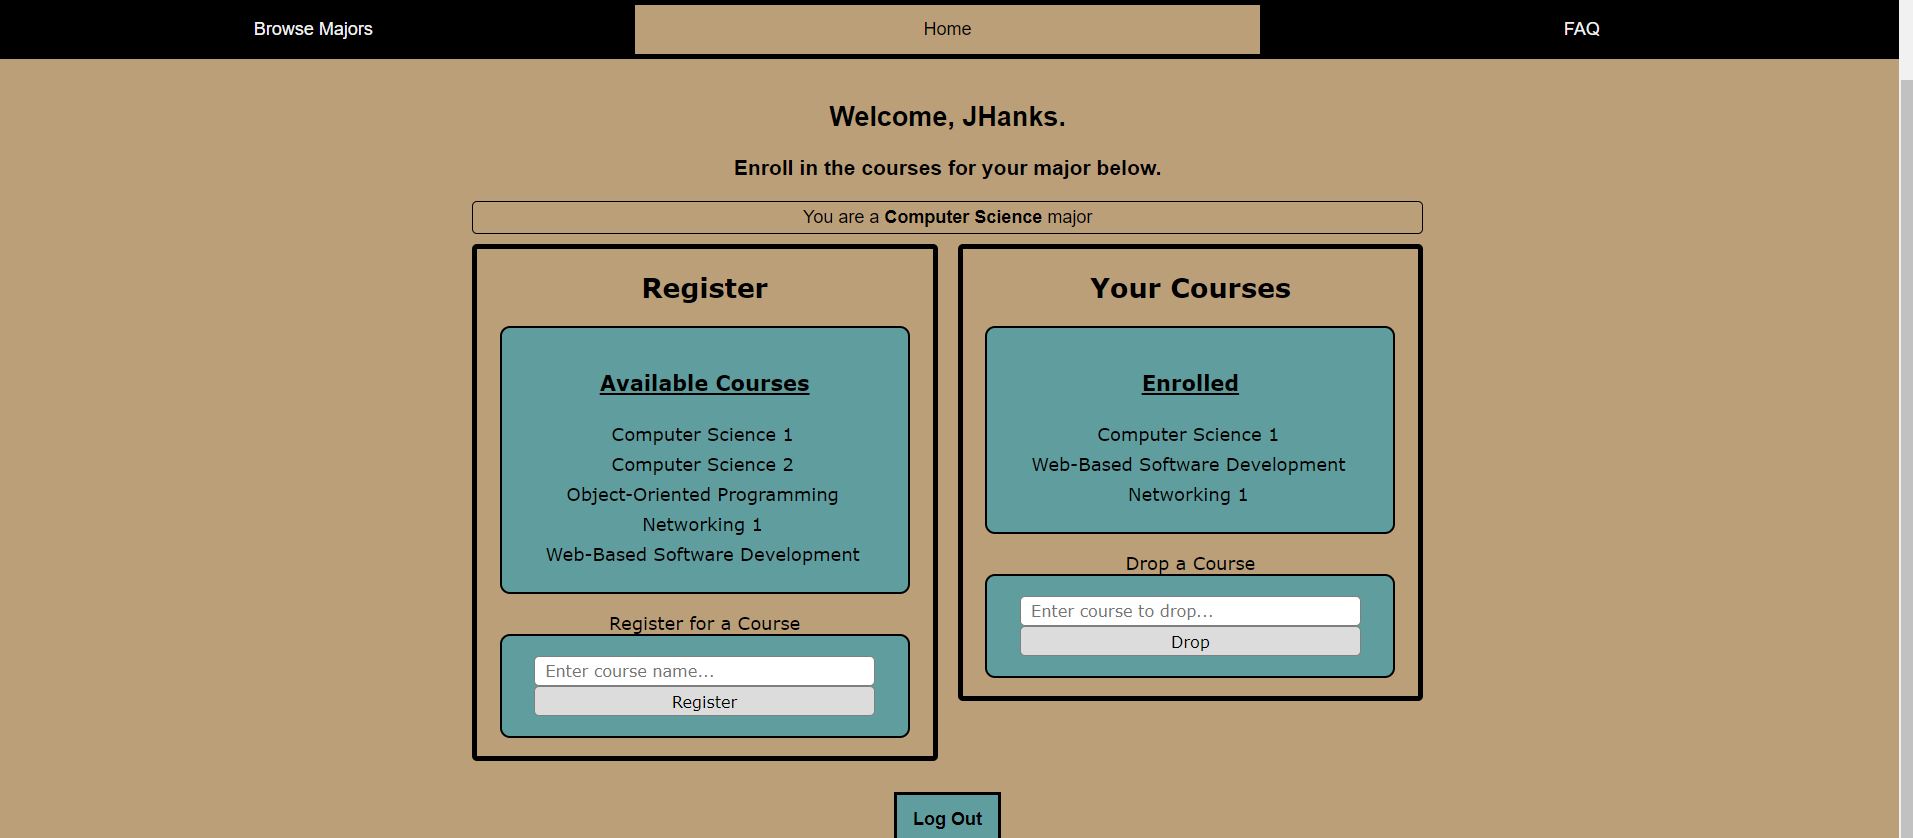 Browse Majors
Home
FAQ
Welcome, JHanks.
Enroll in the courses for your major below.
You are a Computer Science major
Register
Available Courses
Computer Science 1
Computer Science 2
Object-Oriented Programming
Networking 1
Web-Based Software Development
Register for a Course
Enter course name...
Register
Your Courses
Enrolled
Computer Science 1
Web-Based Software Development
Networking 1
Drop a Course
Enter course to drop...
Drop
Log Out